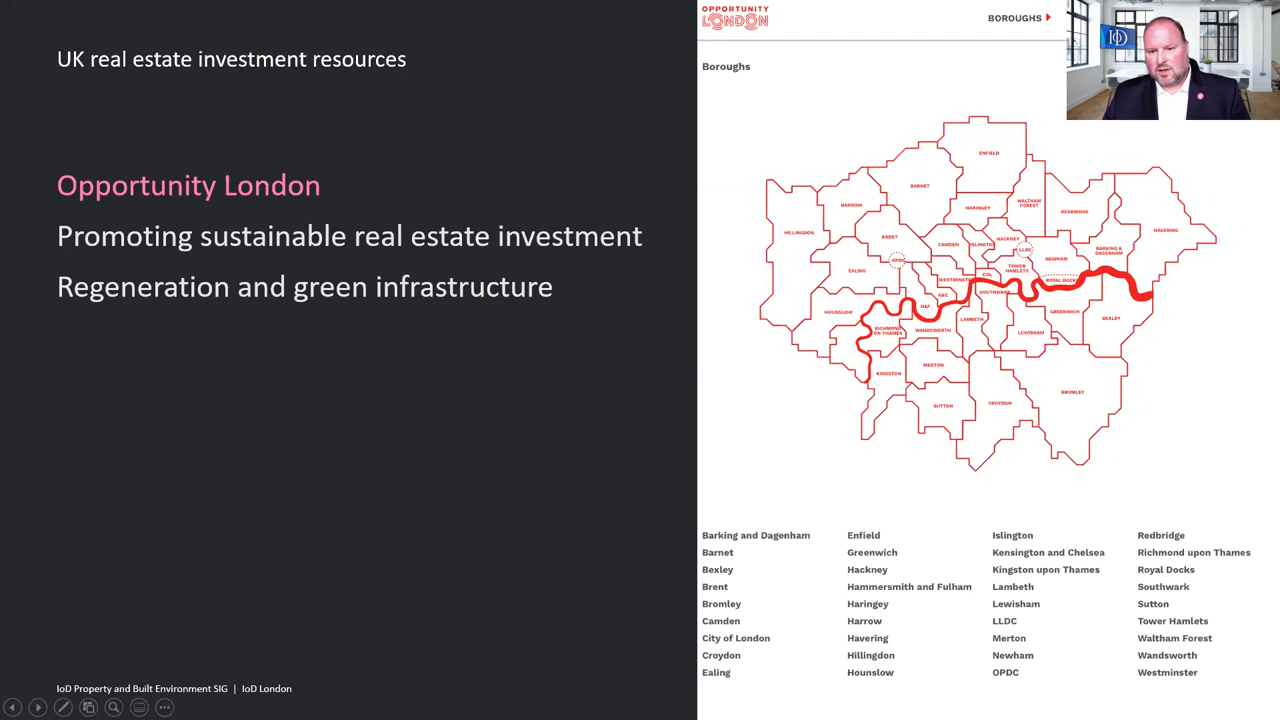 UK real estate investment resources
Opportunity London
Promoting sustainable real estate investment
Regeneration and green infrastructure
IoD Property and Built Environment SIG | IoD London
OPPORTUNITY
LONDON
BOROUGHS
Boroughs
IOD
ENFIELD
BARNET
HARROW
HARINGEY
WALTHAM
FOREST
REDBRIDGE
HAVERING
HILLINGDON
BRENT
CAMDEN
ISLINGTON
HACKNEY
LLDC
NEWHAM
BARKING &
DAGENHAM
OPDC
EALING
WESTMINSTER
COL
TOWER
HAMLETS
ROYAL DOCKS
K&C
SOUTHWARK
HOUNSLOW
H&F
RICHMOND
ON THAMES
WANDSWORTH
LAMBETH
LEWISHAM
GREENWICH
BEXLEY
KINGSTON
MERTON
SUTTON
CROYDON
BROMLEY
Barking and Dagenham
Barnet
Bexley
Brent
Bromley
Camden
City of London
Croydon
Ealing
Enfield
Greenwich
Hackney
Hammersmith and Fulham
Haringey
Harrow
Havering
Hillingdon
Hounslow
Islington
Kensington and Chelsea
Kingston upon Thames
Lambeth
Lewisham
LLDC
Merton
Newham
OPDC
Redbridge
Richmond upon Thames
Royal Docks
Southwark
Sutton
Tower Hamlets
Waltham Forest
Wandsworth
Westminster